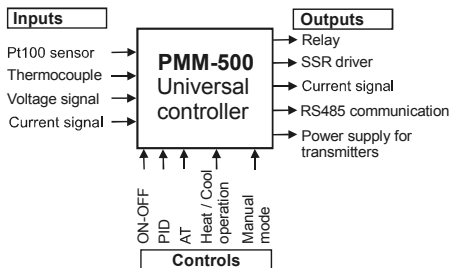 Inputs
Pt100 sensor
Thermocouple
Voltage signal
Current signal
PMM-500
Universal
controller
Outputs
Relay
SSR driver
Current signal
RS485 communication
Power supply for
transmitters
ON-OFF
PID
AT
Heat / Cool
operation
Manual
mode
Controls